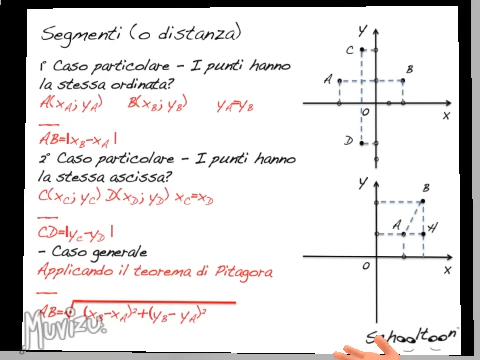 Segmenti (o distanza)
1° Caso particolare - I punti hanno
la stessa ordinata?
A(xA; yA) B(xB; yB) yA=yB
AB=|xB-xA|
2° Caso particolare - I punti hanno
la stessa ascissa?
C(xC; yC) D(xD; yD) xC=xD
CD=|yC-yD|
- Caso generale
Applicando il teorema di Pitagora
AB=√(xB-xA)²+(yB-yA)²
Y
C
A B
O X
D
Y
B
A H
O X
Muvizu
Schooltoon